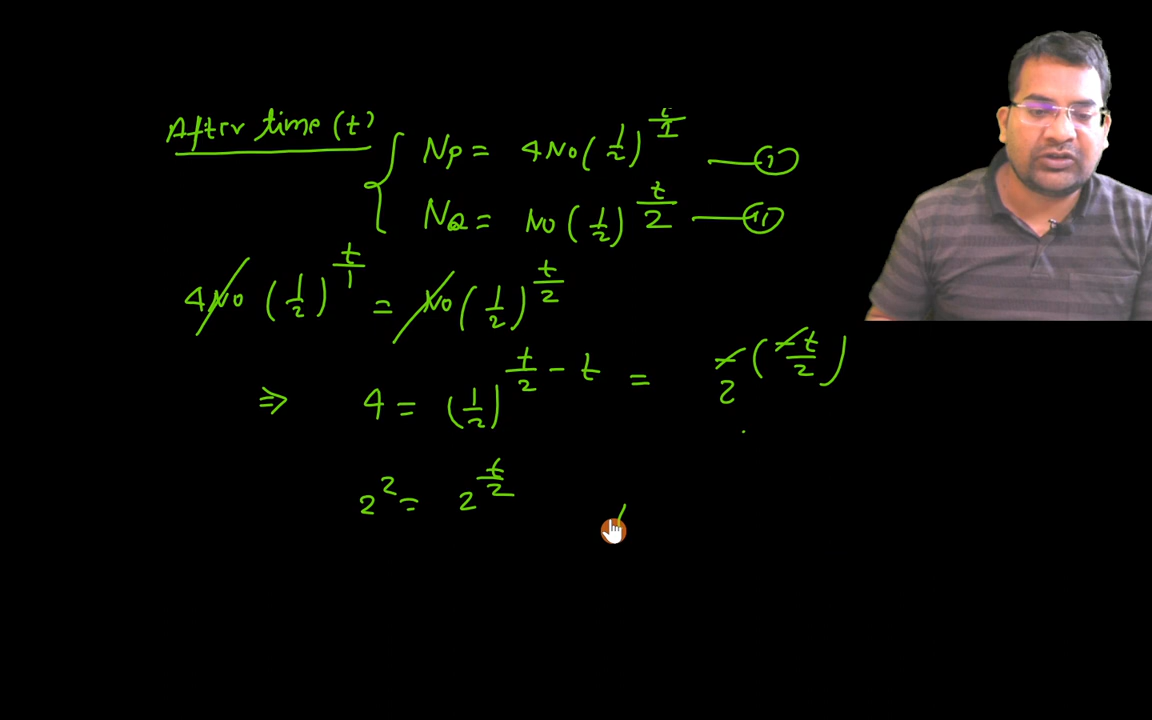 After time (t)
Np = 4No(1/2)^t/1 —(i)
NQ = No(1/2)^t/2 —(ii)
4No(1/2)^t/1 = No(1/2)^t/2
⇒ 4 = (1/2)^(t/2 - t) = 2^-(-t/2)
2^2 = 2^t/2